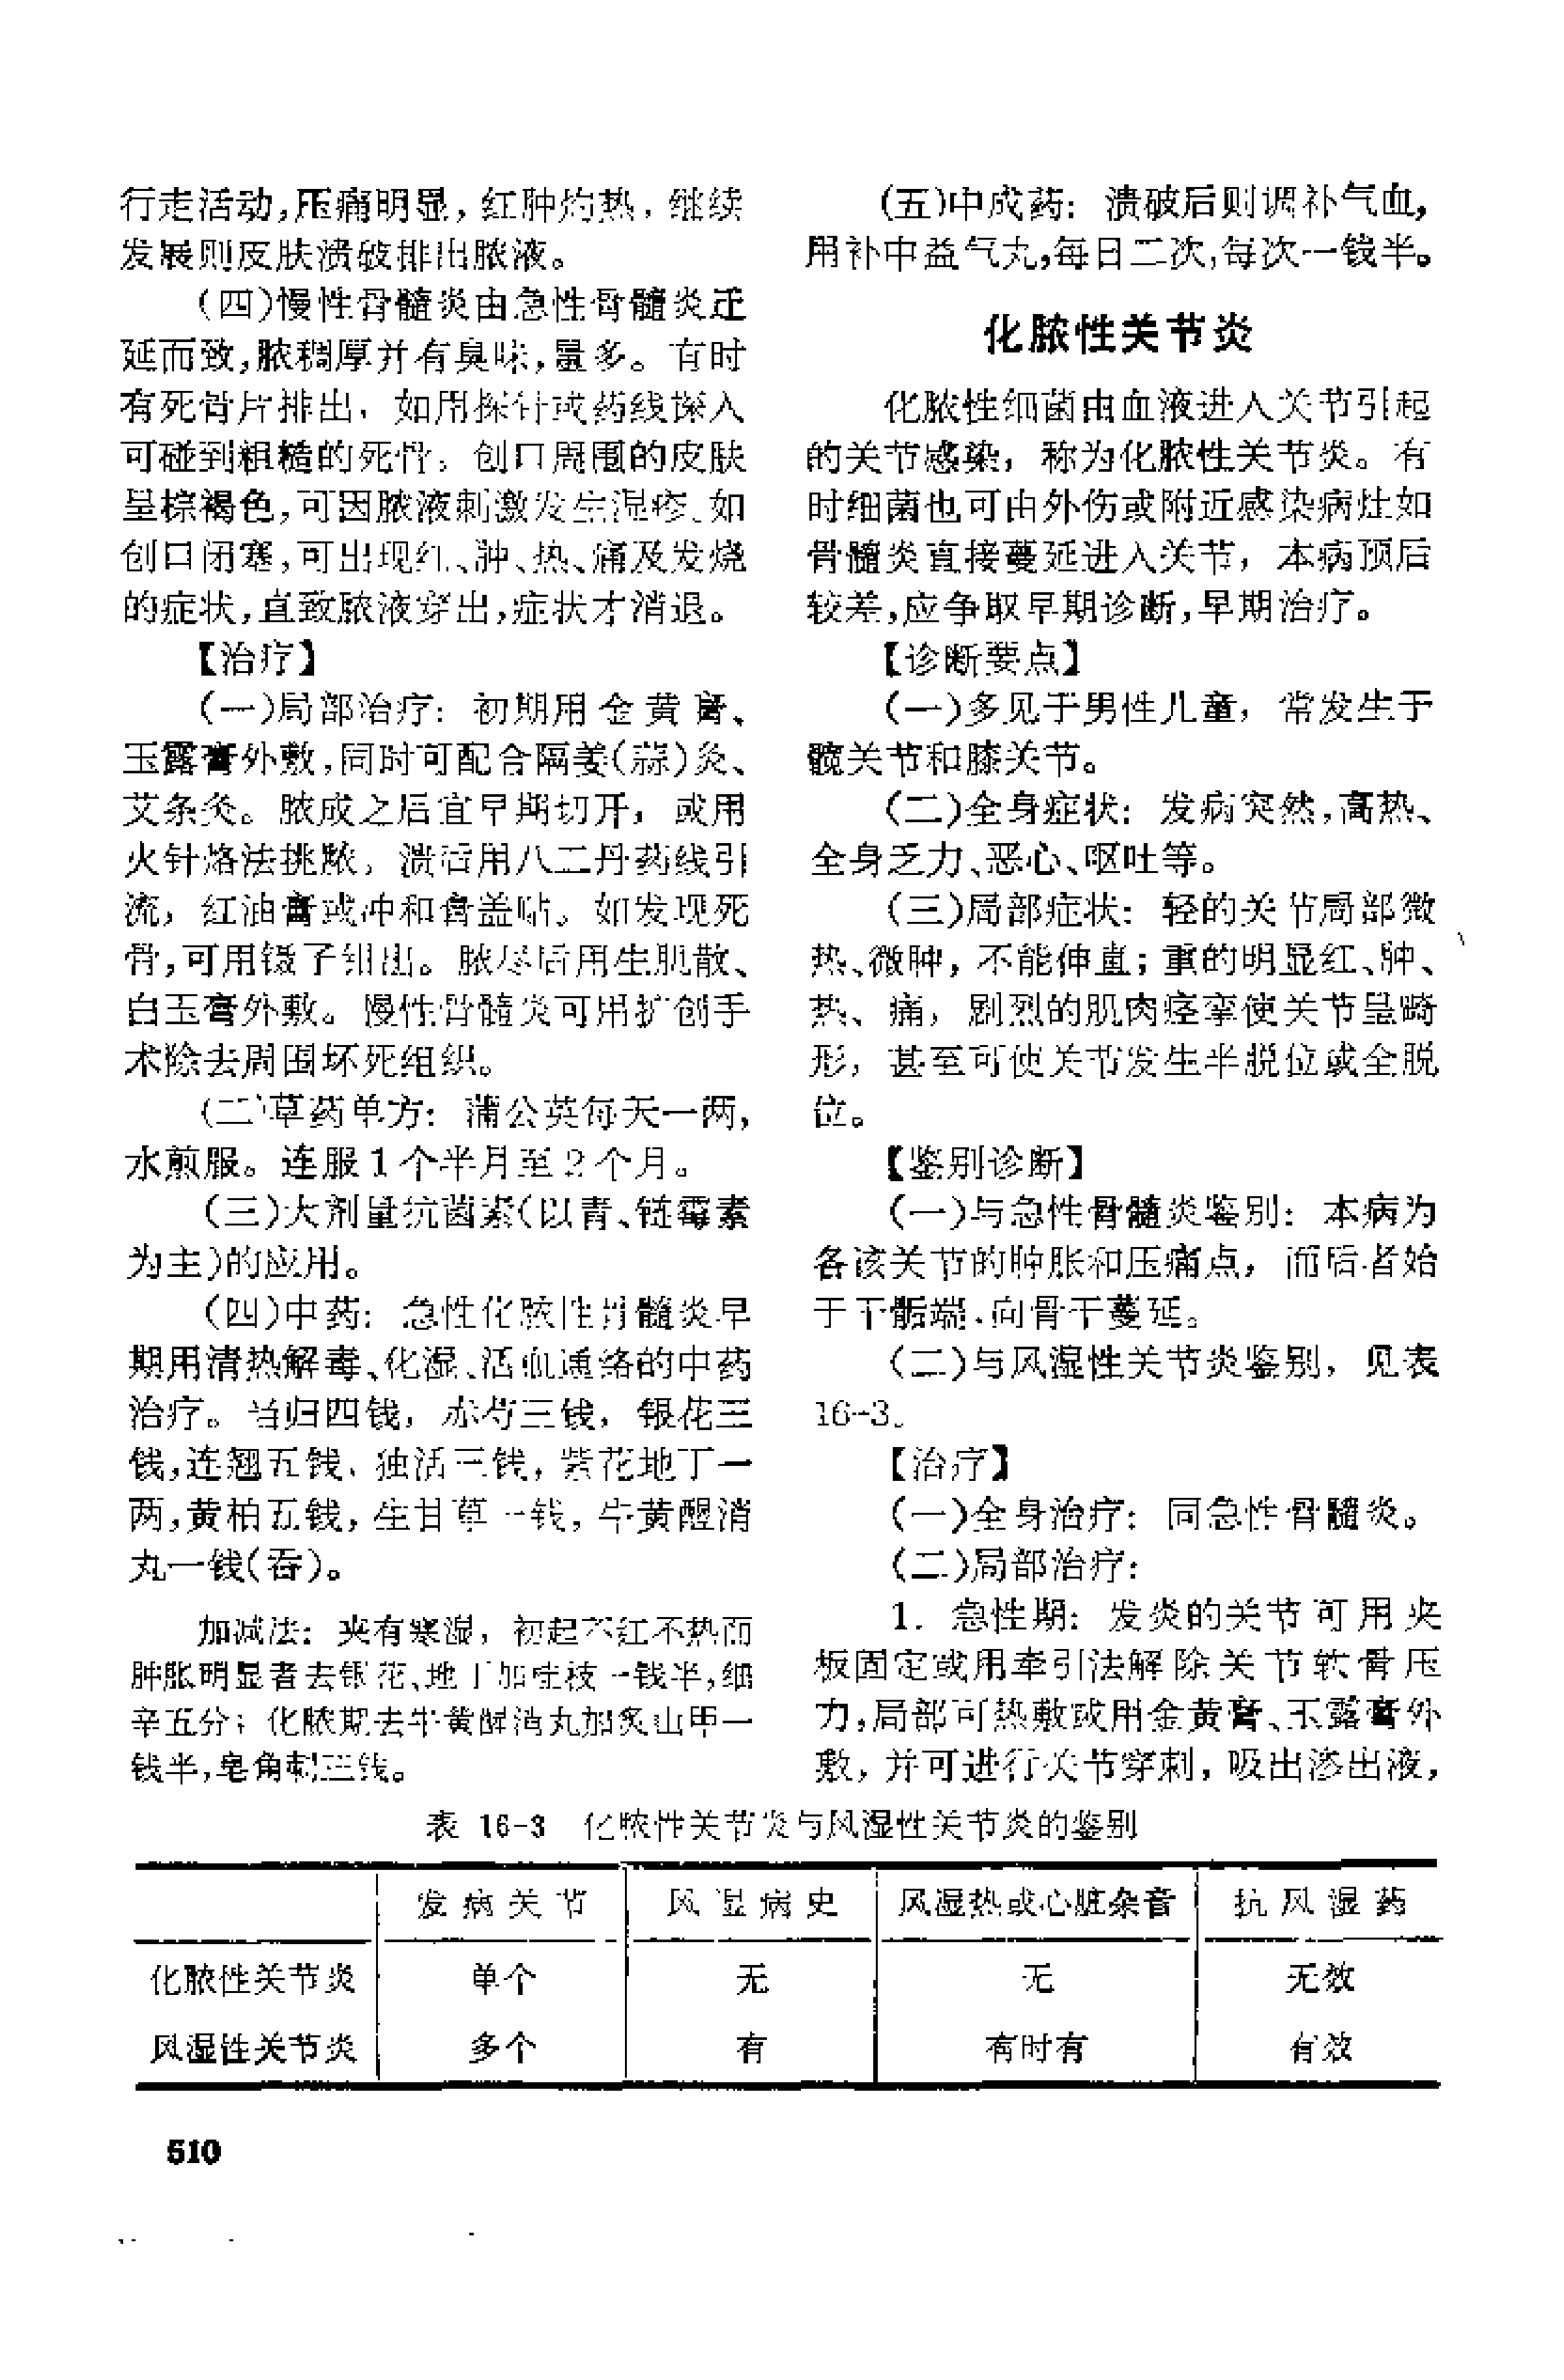 行走活动,压痛明显,红肿灼热,继续
发展则皮肤溃破排出脓液。
(四)慢性骨髓炎由急性骨髓炎迁
延而致,脓稠厚并有臭味,量多。有时
有死骨片排出，如用探针或药线探入
可碰到粗糙的死骨。创口周围的皮肤
呈棕褐色,可因脓液刺激发生湿疹。如
创口闭塞,可出现红、肿、热、痛及发烧
的症状,直致脓液穿出,症状才消退。
【治疗】
(一)局部治疗：初期用金黄膏、
玉露膏外敷,同时可配合隔姜(蒜)灸、
艾条灸。脓成之后宜早期切开，或用
火针烙法挑脓。溃后用八二丹药线引
流，红油膏或冲和膏盖贴。如发现死
骨,可用镊子钳出。脓尽后用生肌散、
白玉膏外敷。慢性骨髓炎可用扩创手
术除去周围坏死组织。
(二)草药单方：蒲公英每天一两,
水煎服。连服1个半月至2个月。
(三)大剂量抗菌素(以青、链霉素
为主)的应用。
(四)中药：急性化脓性骨髓炎早
期用清热解毒、化湿、活血通络的中药
治疗。当归四钱，赤芍三钱，银花三
钱,连翘五钱，独活三钱，紫花地丁一
两,黄柏五钱，生甘草一钱，牛黄醒消
丸一钱(吞)。
加减法：夹有寒湿，初起不红不热而
肿胀明显者去银花、地丁加桂枝一钱半,细
辛五分；化脓期去牛黄醒消丸加炙山甲一
钱半,皂角刺三钱。
(五)中成药：溃破后则调补气血,
用补中益气丸,每日二次,每次一钱半。
化脓性关节炎
化脓性细菌由血液进入关节引起
的关节感染，称为化脓性关节炎。有
时细菌也可由外伤或附近感染病灶如
骨髓炎直接蔓延进入关节，本病预后
较差,应争取早期诊断,早期治疗。
【诊断要点】
(一)多见于男性儿童，常发生于
髋关节和膝关节。
(二)全身症状：发病突然,高热、
全身乏力、恶心、呕吐等。
(三)局部症状：轻的关节局部微
热、微肿，不能伸直；重的明显红、肿、
热、痛，剧烈的肌肉痉挛使关节呈畸
形，甚至可使关节发生半脱位或全脱
位。
【鉴别诊断】
(一)与急性骨髓炎鉴别：本病为
各该关节的肿胀和压痛点，而后者始
于干骺端，向骨干蔓延。
(二)与风湿性关节炎鉴别，见表
16-3。
【治疗】
(一)全身治疗：同急性骨髓炎。
(二)局部治疗：
1. 急性期：发炎的关节可用夹
板固定或用牵引法解除关节软骨压
力,局部可热敷或用金黄膏、玉露膏外
敷，并可进行关节穿刺，吸出渗出液，
表 16-3 化脓性关节炎与风湿性关节炎的鉴别
发病关节 风湿病史 风湿热或心脏杂音 抗风湿药
化脓性关节炎 单个 无 无 无效
风湿性关节炎 多个 有 有时有 有效
510